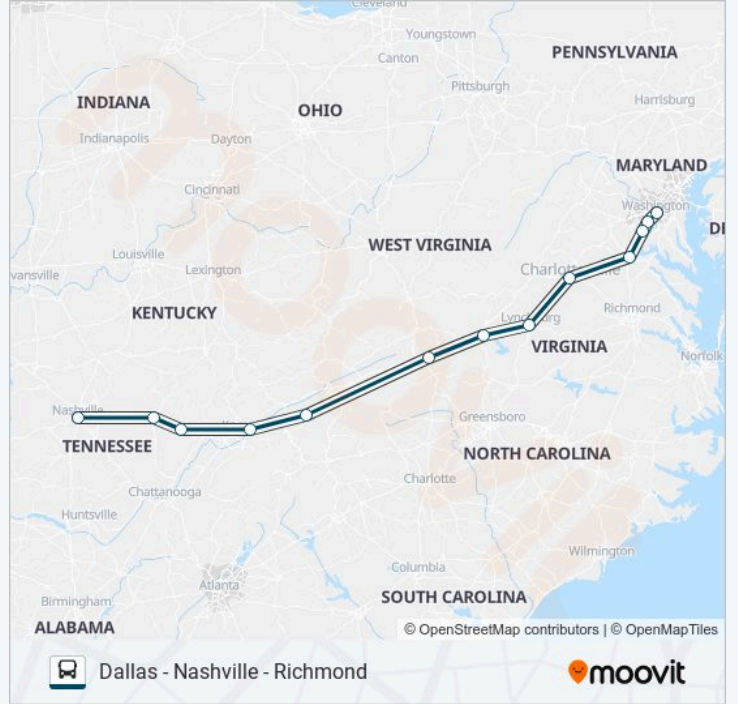 Cleveland
Youngstown
PENNSYLVANIA
Canton
Pittsburgh
INDIANA
OHIO
Harrisburg
Indianapolis
Dayton
MARYLAND
Cincinnati
Washington
DE
WEST VIRGINIA
Louisville
Lexington
Charlottesville
vansville
KENTUCKY
Richmond
Lynchburg
VIRGINIA
Norfolk
Nashville
Greensboro
TENNESSEE
NORTH CAROLINA
Charlotte
Chattanooga
Huntsville
Wilmington
Columbia
Atlanta
SOUTH CAROLINA
Birmingham
ALABAMA
© OpenStreetMap contributors | © OpenMapTiles
Dallas - Nashville - Richmond
moovit